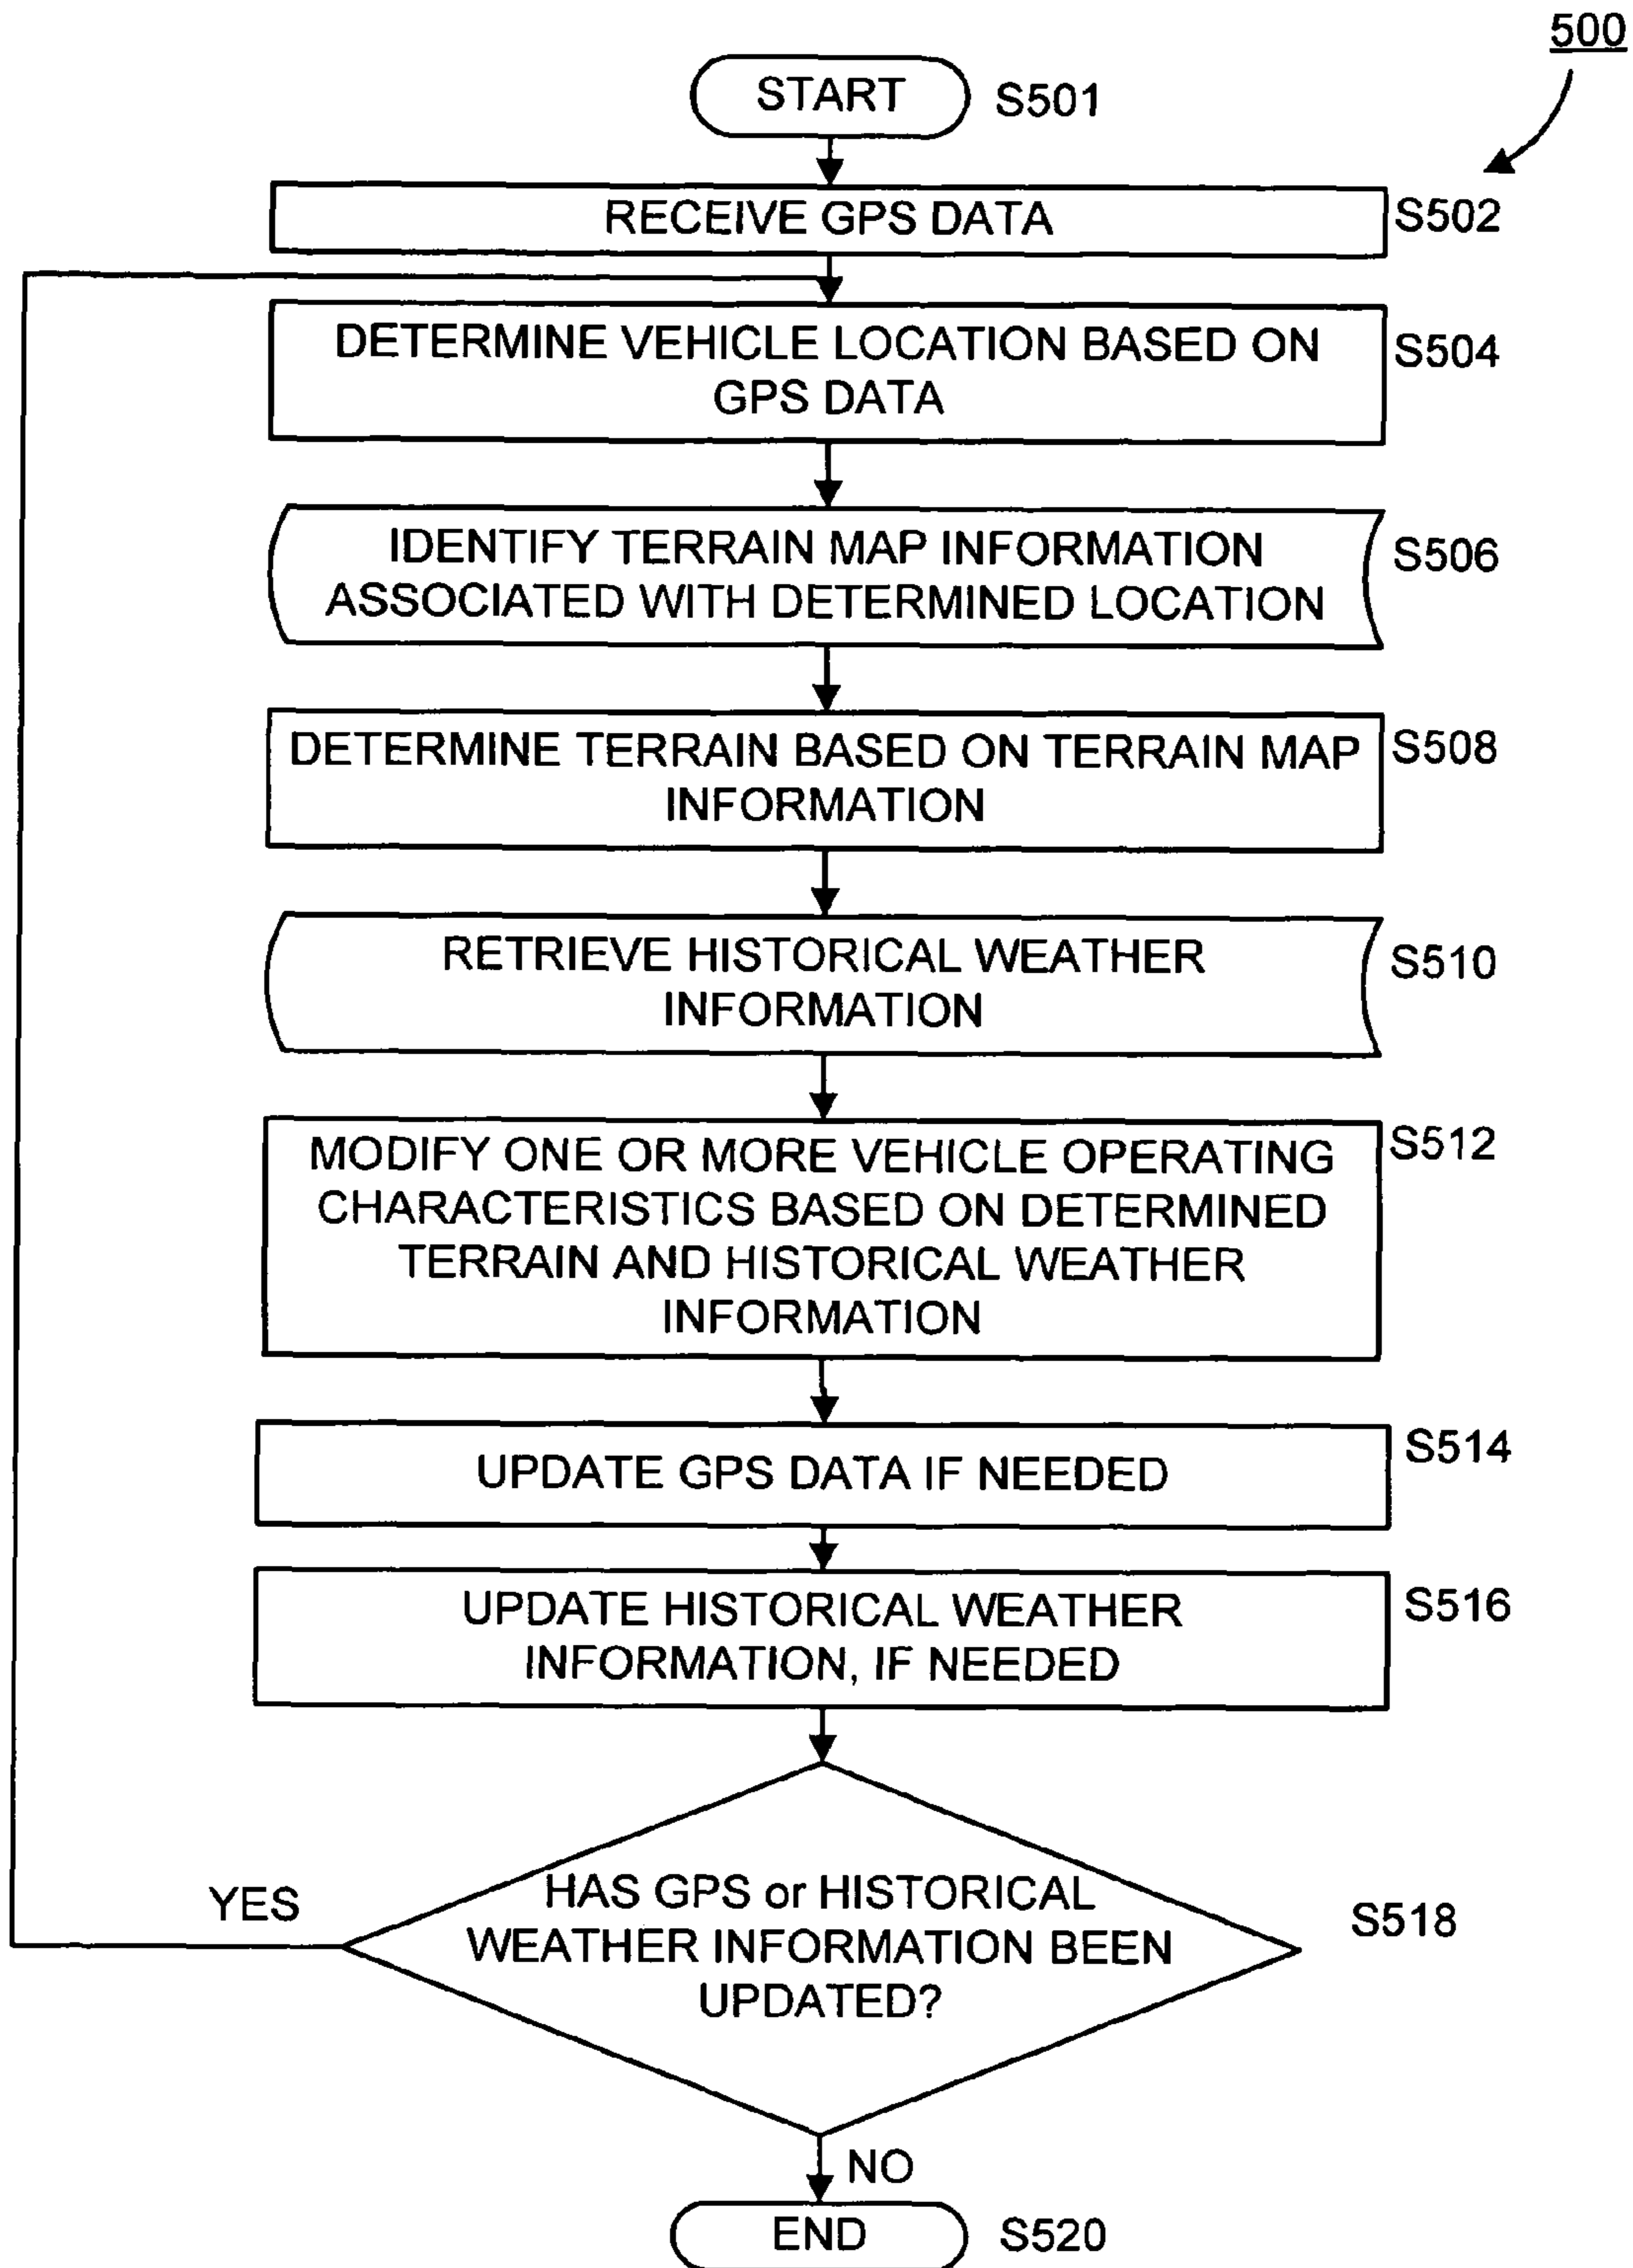 500
START
S501
RECEIVE GPS DATA
S502
DETERMINE VEHICLE LOCATION BASED ON
GPS DATA
S504
IDENTIFY TERRAIN MAP INFORMATION
ASSOCIATED WITH DETERMINED LOCATION
S506
DETERMINE TERRAIN BASED ON TERRAIN MAP
INFORMATION
S508
RETRIEVE HISTORICAL WEATHER
INFORMATION
S510
MODIFY ONE OR MORE VEHICLE OPERATING
CHARACTERISTICS BASED ON DETERMINED
TERRAIN AND HISTORICAL WEATHER
INFORMATION
S512
UPDATE GPS DATA IF NEEDED
S514
UPDATE HISTORICAL WEATHER
INFORMATION, IF NEEDED
S516
HAS GPS or HISTORICAL
WEATHER INFORMATION BEEN
UPDATED?
S518
YES
NO
END
S520